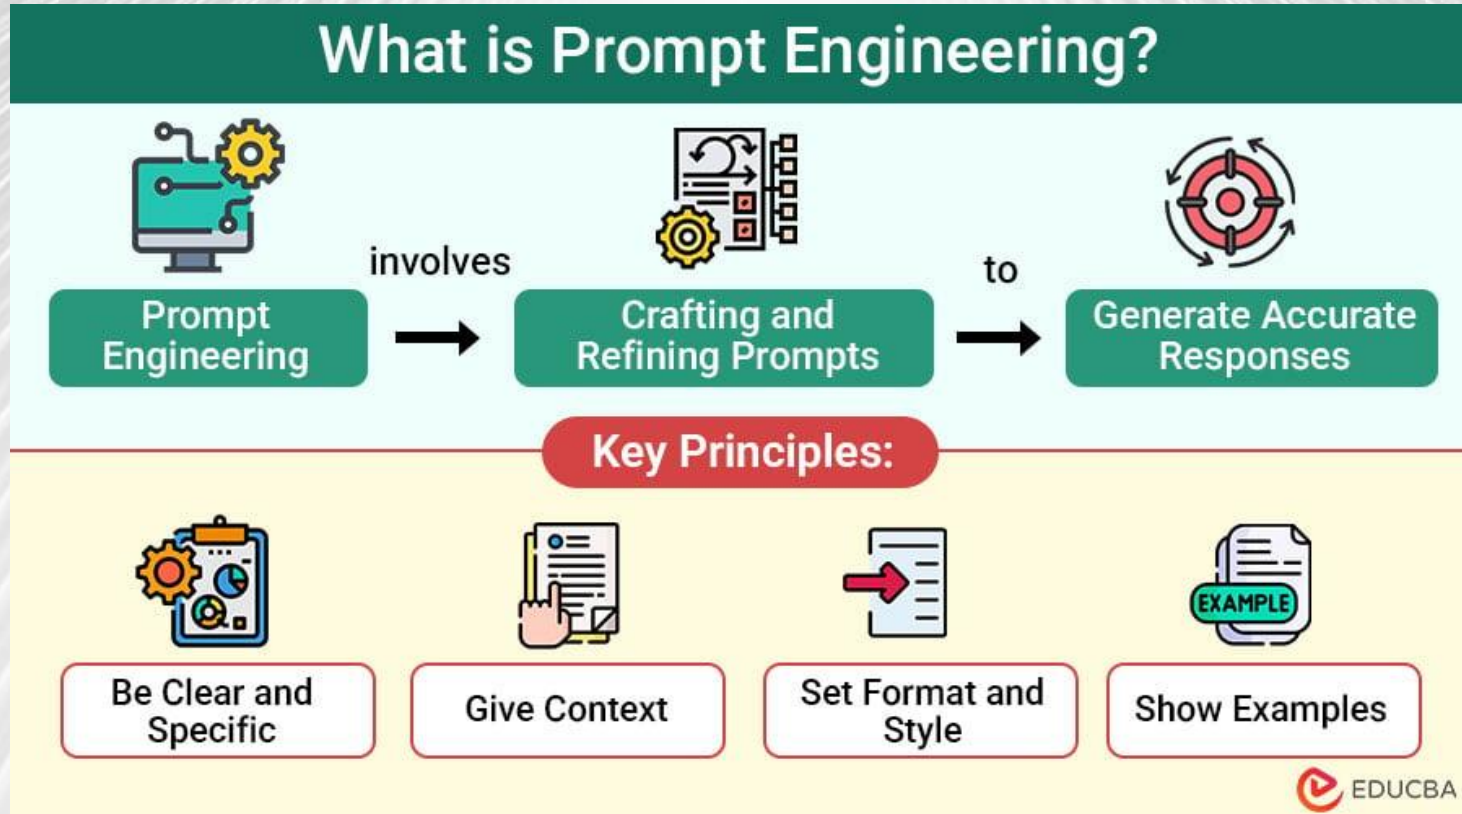 What is Prompt Engineering?
involves
to
Prompt
Engineering
Crafting and
Refining Prompts
Generate Accurate
Responses
Key Principles:
EXAMPLE
Be Clear and
Specific
Give Context
Set Format and
Style
Show Examples
EDUCBA